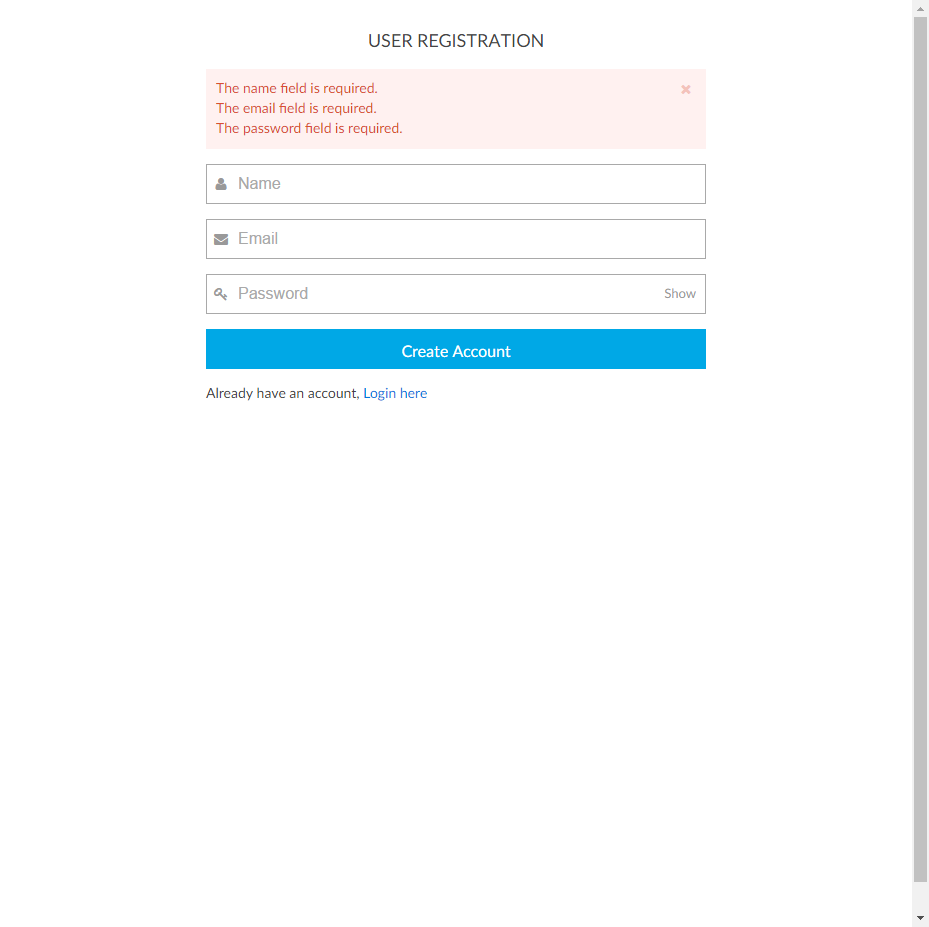 USER REGISTRATION
The name field is required.
The email field is required.
The password field is required.
Name
Email
Password Show
Create Account
Already have an account, Login here